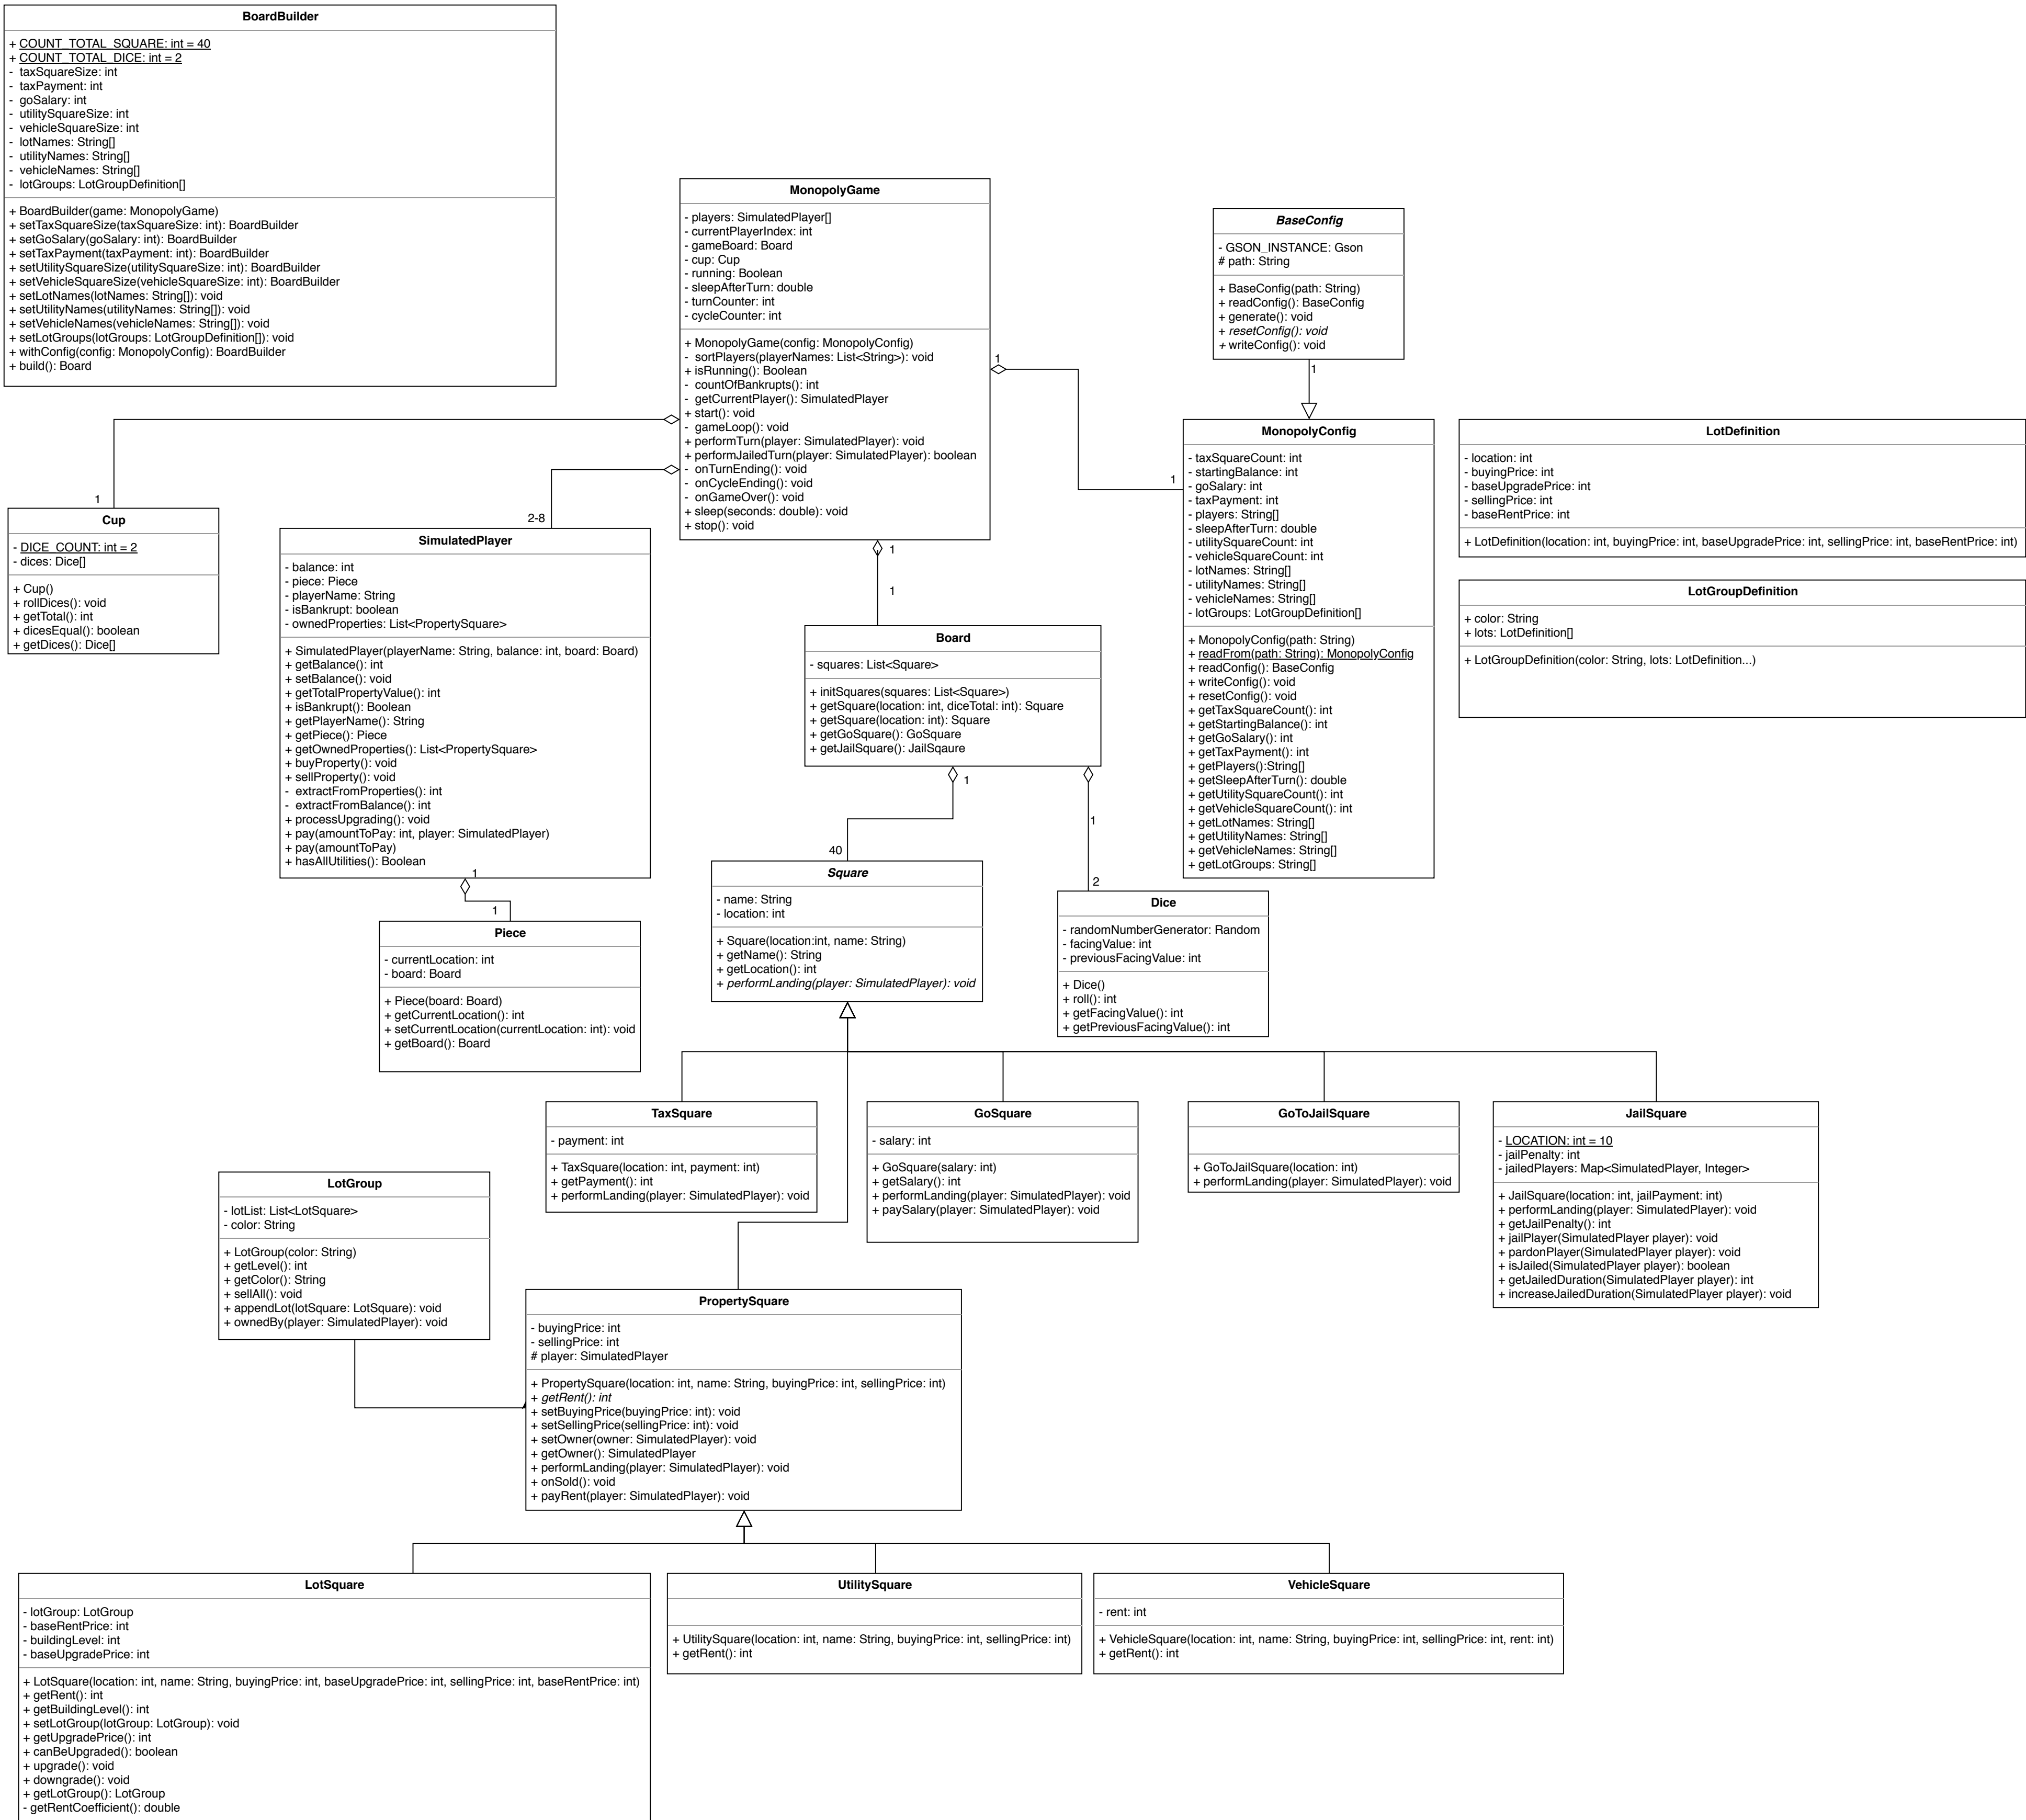 BoardBuilder
+ COUNT_TOTAL_SQUARE: int = 40
+ COUNT_TOTAL_DICE: int = 2
- taxSquareSize: int
- taxPayment: int
- goSalary: int
- utilitySquareSize: int
- vehicleSquareSize: int
- lotNames: String[]
- utilityNames: String[]
- vehicleNames: String[]
- lotGroups: LotGroupDefinition[]
+ BoardBuilder(game: MonopolyGame)
+ setTaxSquareSize(taxSquareSize: int): BoardBuilder
+ setGoSalary(goSalary: int): BoardBuilder
+ setTaxPayment(taxPayment: int): BoardBuilder
+ setUtilitySquareSize(utilitySquareSize: int): BoardBuilder
+ setVehicleSquareSize(vehicleSquareSize: int): BoardBuilder
+ setLotNames(lotNames: String[]): void
+ setUtilityNames(utilityNames: String[]): void
+ setVehicleNames(vehicleNames: String[]): void
+ setLotGroups(lotGroups: LotGroupDefinition[]): void
+ withConfig(config: MonopolyConfig): BoardBuilder
+ build(): Board
MonopolyGame
- players: SimulatedPlayer[]
- currentPlayerIndex: int
- gameBoard: Board
- cup: Cup
- running: Boolean
- sleepAfterTurn: double
- turnCounter: int
- cycleCounter: int
+ MonopolyGame(config: MonopolyConfig)
- sortPlayers(playerNames: List<String>): void
+ isRunning(): Boolean
- countOfBankrupts(): int
- getCurrentPlayer(): SimulatedPlayer
+ start(): void
- gameLoop(): void
+ performTurn(player: SimulatedPlayer): void
+ performJailedTurn(player: SimulatedPlayer): boolean
- onTurnEnding(): void
- onCycleEnding(): void
- onGameOver(): void
+ sleep(seconds: double): void
+ stop(): void
1
1
1
1
BaseConfig
- GSON_INSTANCE: Gson
# path: String
+ BaseConfig(path: String)
+ readConfig(): BaseConfig
+ generate(): void
+ resetConfig(): void
+ writeConfig(): void
1
MonopolyConfig
- taxSquareCount: int
- startingBalance: int
- goSalary: int
- taxPayment: int
- players: String[]
- sleepAfterTurn: double
- utilitySquareCount: int
- vehicleSquareCount: int
- lotNames: String[]
- utilityNames: String[]
- vehicleNames: String[]
- lotGroups: LotGroupDefinition[]
+ MonopolyConfig(path: String)
+ readFrom(path: String): MonopolyConfig
+ readConfig(): BaseConfig
+ writeConfig(): void
+ resetConfig(): void
+ getTaxSquareCount(): int
+ getStartingBalance(): int
+ getGoSalary(): int
+ getTaxPayment(): int
+ getPlayers():String[]
+ getSleepAfterTurn(): double
+ getUtilitySquareCount(): int
+ getVehicleSquareCount(): int
+ getLotNames: String[]
+ getUtilityNames: String[]
+ getVehicleNames: String[]
+ getLotGroups: String[]
LotDefinition
- location: int
- buyingPrice: int
- baseUpgradePrice: int
- sellingPrice: int
- baseRentPrice: int
+ LotDefinition(location: int, buyingPrice: int, baseUpgradePrice: int, sellingPrice: int, baseRentPrice: int)
LotGroupDefinition
+ color: String
+ lots: LotDefinition[]
+ LotGroupDefinition(color: String, lots: LotDefinition...)
1
Cup
- DICE_COUNT: int = 2
- dices: Dice[]
+ Cup()
+ rollDices(): void
+ getTotal(): int
+ dicesEqual(): boolean
+ getDices(): Dice[]
2-8
SimulatedPlayer
- balance: int
- piece: Piece
- playerName: String
- isBankrupt: boolean
- ownedProperties: List<PropertySquare>
+ SimulatedPlayer(playerName: String, balance: int, board: Board)
+ getBalance(): int
+ setBalance(): void
+ getTotalPropertyValue(): int
+ isBankrupt(): Boolean
+ getPlayerName(): String
+ getPiece(): Piece
+ getOwnedProperties(): List<PropertySquare>
+ buyProperty(): void
+ sellProperty(): void
- extractFromProperties(): int
- extractFromBalance(): int
+ processUpgrading(): void
+ pay(amountToPay: int, player: SimulatedPlayer)
+ pay(amountToPay)
+ hasAllUtilities(): Boolean
1
1
Piece
- currentLocation: int
- board: Board
+ Piece(board: Board)
+ getCurrentLocation(): int
+ setCurrentLocation(currentLocation: int): void
+ getBoard(): Board
Board
- squares: List<Square>
+ initSquares(squares: List<Square>)
+ getSquare(location: int, diceTotal: int): Square
+ getSquare(location: int): Square
+ getGoSquare(): GoSquare
+ getJailSquare(): JailSqaure
1
40
1
2
Square
- name: String
- location: int
+ Square(location:int, name: String)
+ getName(): String
+ getLocation(): int
+ performLanding(player: SimulatedPlayer): void
Dice
- randomNumberGenerator: Random
- facingValue: int
- previousFacingValue: int
+ Dice()
+ roll(): int
+ getFacingValue(): int
+ getPreviousFacingValue(): int
TaxSquare
- payment: int
+ TaxSquare(location: int, payment: int)
+ getPayment(): int
+ performLanding(player: SimulatedPlayer): void
GoSquare
- salary: int
+ GoSquare(salary: int)
+ getSalary(): int
+ performLanding(player: SimulatedPlayer): void
+ paySalary(player: SimulatedPlayer): void
GoToJailSquare
+ GoToJailSquare(location: int)
+ performLanding(player: SimulatedPlayer): void
JailSquare
- LOCATION: int = 10
- jailPenalty: int
- jailedPlayers: Map<SimulatedPlayer, Integer>
+ JailSquare(location: int, jailPayment: int)
+ performLanding(player: SimulatedPlayer): void
+ getJailPenalty(): int
+ jailPlayer(SimulatedPlayer player): void
+ pardonPlayer(SimulatedPlayer player): void
+ isJailed(SimulatedPlayer player): boolean
+ getJailedDuration(SimulatedPlayer player): int
+ increaseJailedDuration(SimulatedPlayer player): void
LotGroup
- lotList: List<LotSquare>
- color: String
+ LotGroup(color: String)
+ getLevel(): int
+ getColor(): String
+ sellAll(): void
+ appendLot(lotSquare: LotSquare): void
+ ownedBy(player: SimulatedPlayer): void
PropertySquare
- buyingPrice: int
- sellingPrice: int
# player: SimulatedPlayer
+ PropertySquare(location: int, name: String, buyingPrice: int, sellingPrice: int)
+ getRent(): int
+ setBuyingPrice(buyingPrice: int): void
+ setSellingPrice(sellingPrice: int): void
+ setOwner(owner: SimulatedPlayer): void
+ getOwner(): SimulatedPlayer
+ performLanding(player: SimulatedPlayer): void
+ onSold(): void
+ payRent(player: SimulatedPlayer): void
LotSquare
- lotGroup: LotGroup
- baseRentPrice: int
- buildingLevel: int
- baseUpgradePrice: int
+ LotSquare(location: int, name: String, buyingPrice: int, baseUpgradePrice: int, sellingPrice: int, baseRentPrice: int)
+ getRent(): int
+ getBuildingLevel(): int
+ setLotGroup(lotGroup: LotGroup): void
+ getUpgradePrice(): int
+ canBeUpgraded(): boolean
+ upgrade(): void
+ downgrade(): void
+ getLotGroup(): LotGroup
- getRentCoefficient(): double
UtilitySquare
+ UtilitySquare(location: int, name: String, buyingPrice: int, sellingPrice: int)
+ getRent(): int
VehicleSquare
- rent: int
+ VehicleSquare(location: int, name: String, buyingPrice: int, sellingPrice: int, rent: int)
+ getRent(): int